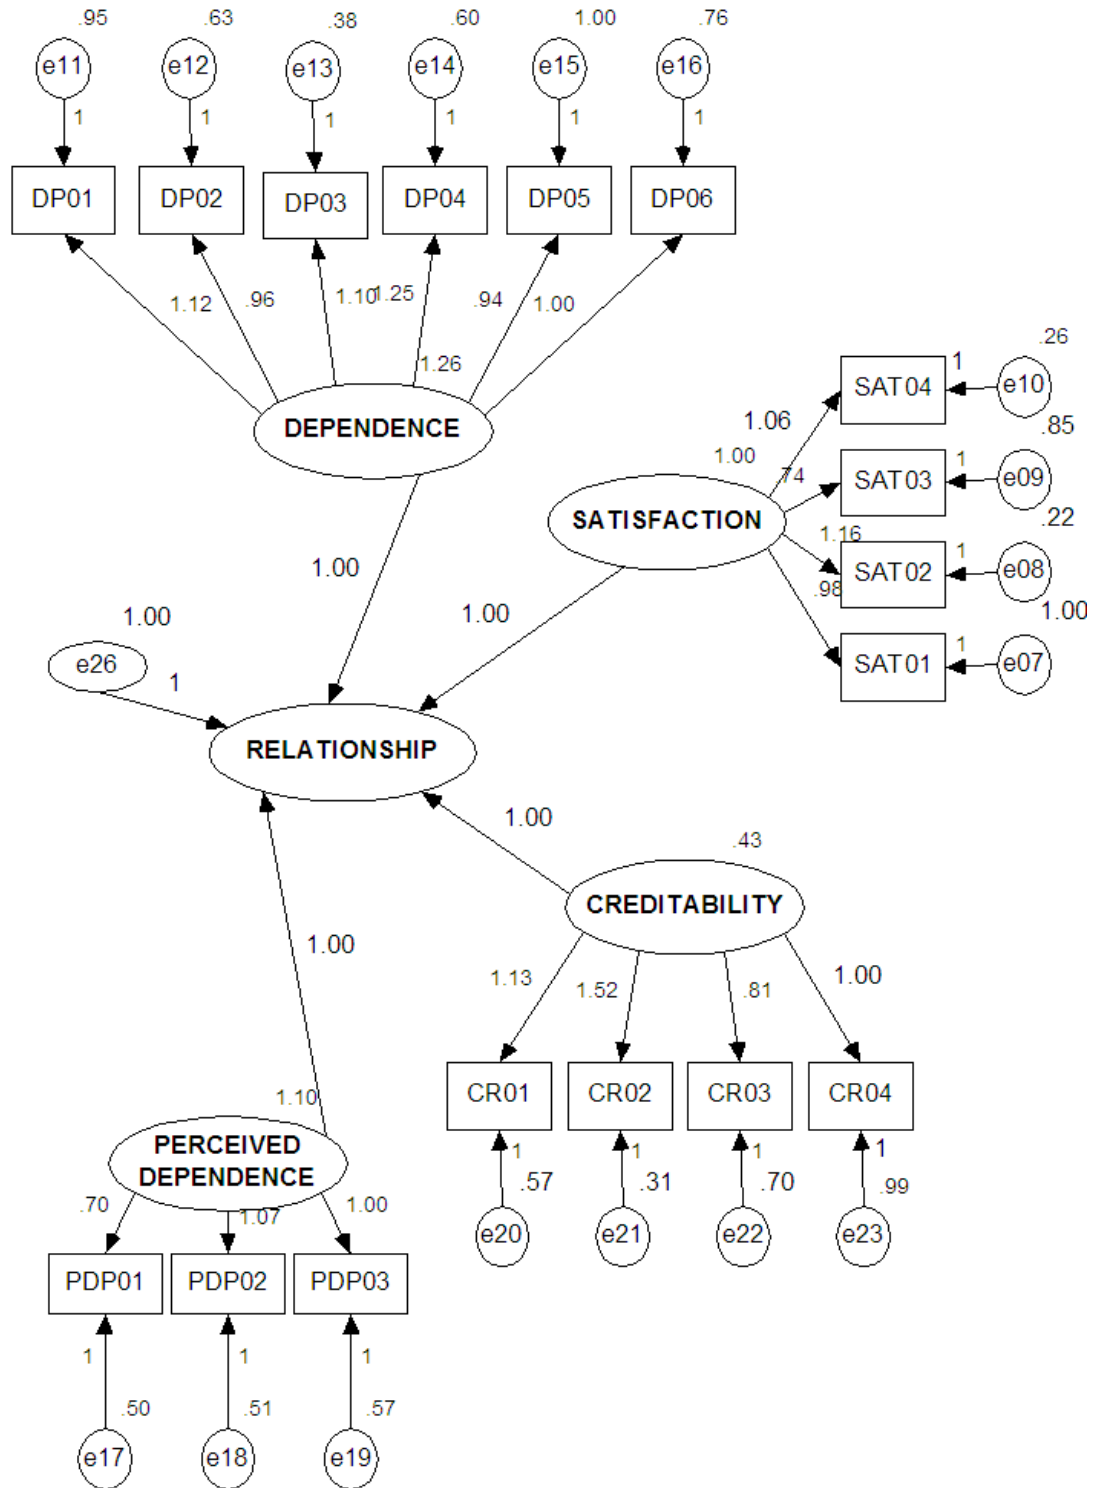 .95 .63 .38 .60 1.00 .76
e11 e12 e13 e14 e15 e16
1 1 1 1 1 1
DP01 DP02 DP03 DP04 DP05 DP06
1.12 .96 1.10 1.25 .94 1.00
1.26
DEPENDENCE
.26
1 e10
SAT04
1.06
.85
1.00
.74
SAT03 1 e09
SATISFACTION
.22
1.16
SAT02 1 e08
.98
1.00
SAT01 1 e07
1.00
1.00
1.00
e26
1
RELATIONSHIP
1.00
.43
CREDITABILITY
1.00
1.13 1.52 .81 1.00
CR01 CR02 CR03 CR04
1 1 1 1
.57 .31 .70 .99
e20 e21 e22 e23
1.10
PERCEIVED
DEPENDENCE
.70 1.07 1.00
PDP01 PDP02 PDP03
1 1 1
.50 .51 .57
e17 e18 e19